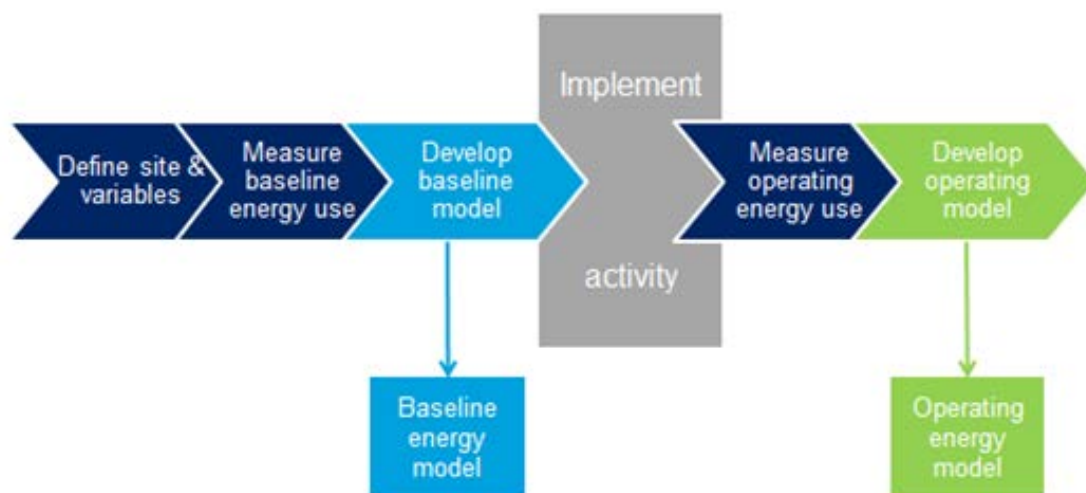 Define site &
variables
Measure
baseline
energy use
Develop
baseline
model
Implement
activity
Measure
operating
energy use
Develop
operating
model
Baseline
energy
model
Operating
energy
model